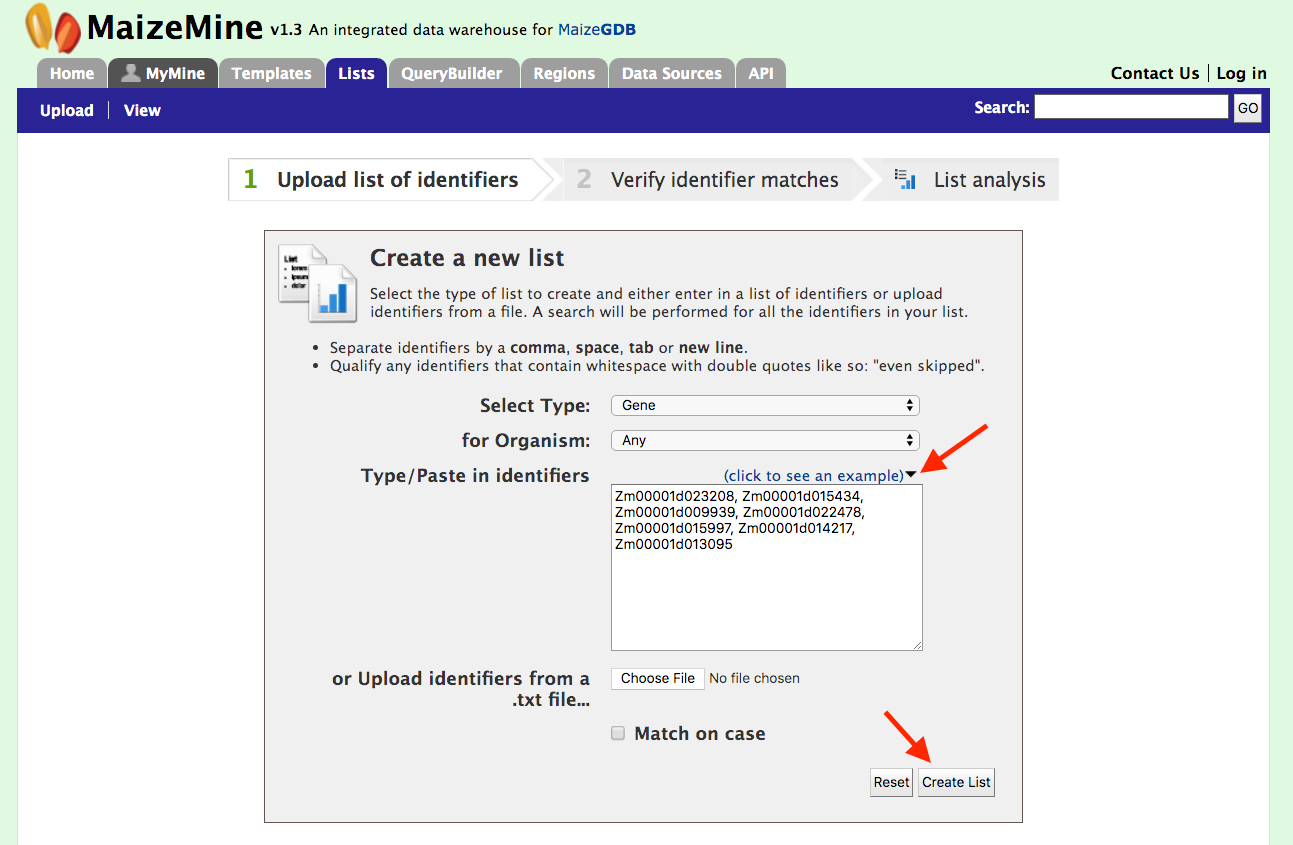 MaizeMine v1.3 An integrated data warehouse for MaizeGDB
Home MyMine Templates Lists QueryBuilder Regions Data Sources API Contact Us | Log in
Upload | View Search: GO
1 Upload list of identifiers 2 Verify identifier matches List analysis
List
lorem
ipsum
dolor
Create a new list
Select the type of list to create and either enter in a list of identifiers or upload
identifiers from a file. A search will be performed for all the identifiers in your list.
• Separate identifiers by a comma, space, tab or new line.
• Qualify any identifiers that contain whitespace with double quotes like so: "even skipped".
Select Type: Gene
for Organism: Any
Type/Paste in identifiers (click to see an example)
Zm00001d023208, Zm00001d015434,
Zm00001d009939, Zm00001d022478,
Zm00001d015997, Zm00001d014217,
Zm00001d013095
or Upload identifiers from a Choose File No file chosen
.txt file...
Match on case
Reset Create List